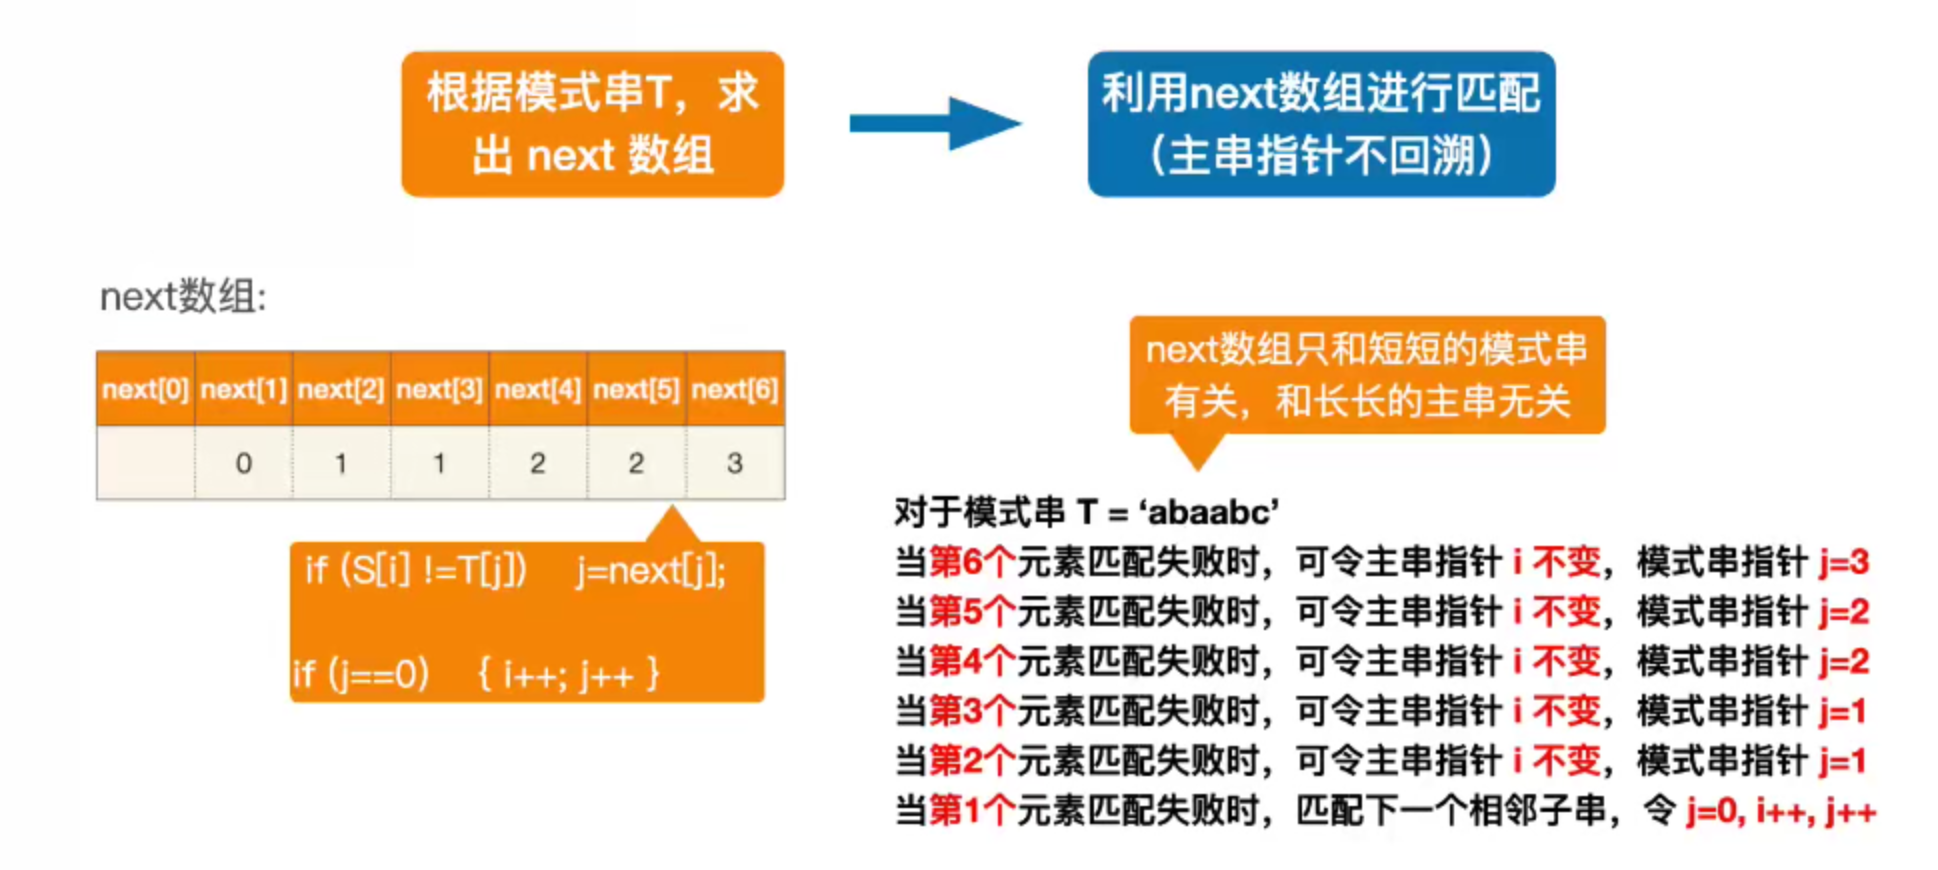 根据模式串T，求
出 next 数组
利用next数组进行匹配
（主串指针不回溯）
next数组:
next[0] next[1] next[2] next[3] next[4] next[5] next[6]
0 1 1 2 2 3
if (S[i] !=T[j]) j=next[j];
if (j==0) { i++; j++ }
next数组只和短短的模式串
有关，和长长的主串无关
对于模式串 T = ‘abaabc’
当第6个元素匹配失败时，可令主串指针 i 不变，模式串指针 j=3
当第5个元素匹配失败时，可令主串指针 i 不变，模式串指针 j=2
当第4个元素匹配失败时，可令主串指针 i 不变，模式串指针 j=2
当第3个元素匹配失败时，可令主串指针 i 不变，模式串指针 j=1
当第2个元素匹配失败时，可令主串指针 i 不变，模式串指针 j=1
当第1个元素匹配失败时，匹配下一个相邻子串，令 j=0, i++, j++